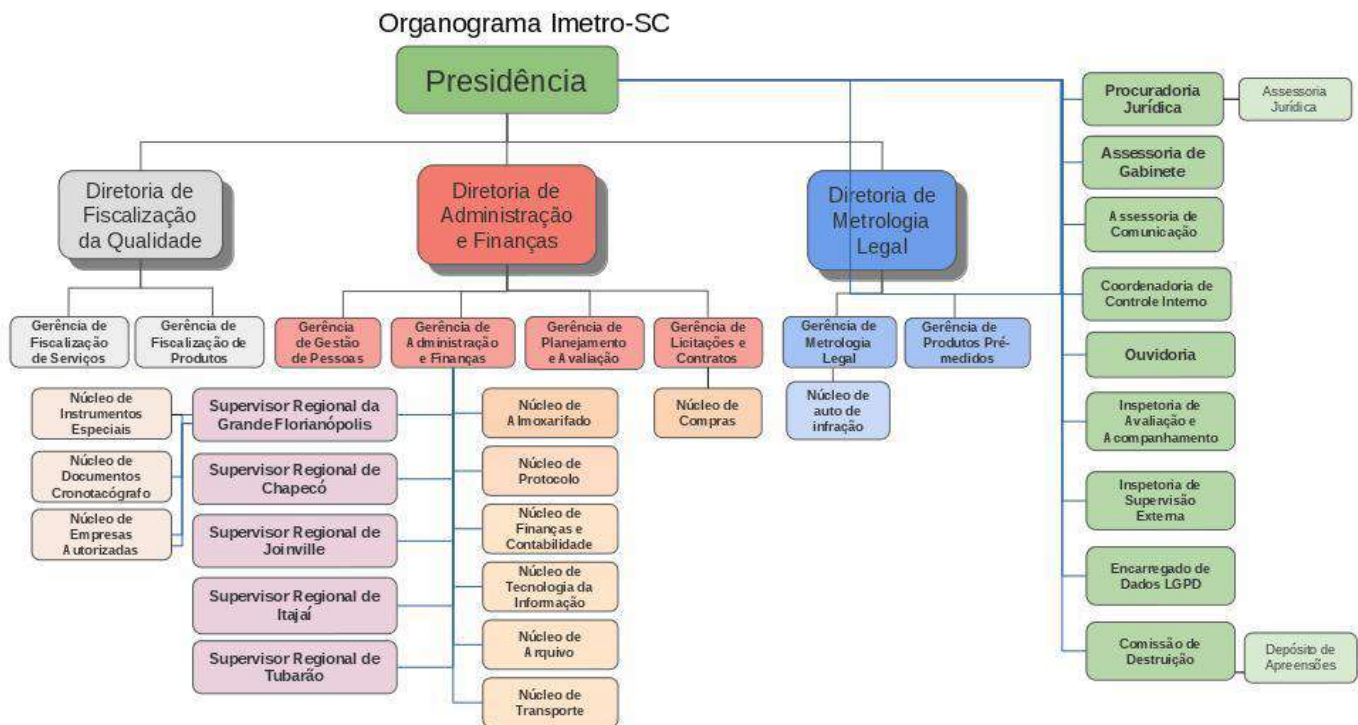 Organograma Imetro-SC
Presidência
Diretoria de
Fiscalização
da Qualidade
Diretoria de
Administração
e Finanças
Diretoria de
Metrologia
Legal
Gerência de
Fiscalização
de Serviços
Gerência de
Fiscalização de
Produtos
Gerência
de Gestão
de Pessoas
Gerência de
Administração
e Finanças
Gerência de
Planejamento
e Avaliação
Gerência de
Licitações e
Contratos
Gerência de
Metrologia
Legal
Gerência de
Produtos Pré-
medidos
Núcleo de
Instrumentos
Especiais
Núcleo de
Documentos
Cronotacógrafo
Núcleo de
Empresas
Autorizadas
Supervisor Regional da
Grande Florianópolis
Supervisor Regional de
Chapecó
Supervisor Regional de
Joinville
Supervisor Regional de
Itajaí
Supervisor Regional de
Tubarão
Núcleo de
Almoxarifado
Núcleo de
Protocolo
Núcleo de
Finanças e
Contabilidade
Núcleo de
Tecnologia da
Informação
Núcleo de
Arquivo
Núcleo de
Transporte
Núcleo de
Compras
Núcleo de
auto de
infração
Procuradoria
Jurídica
Assessoria
Jurídica
Assessoria de
Gabinete
Assessoria de
Comunicação
Coordenadoria de
Controle Interno
Ouvidoria
Inspetoria de
Avaliação e
Acompanhamento
Inspetoria de
Supervisão
Externa
Encarregado de
Dados LGPD
Comissão de
Destruição
Depósito de
Apreensões